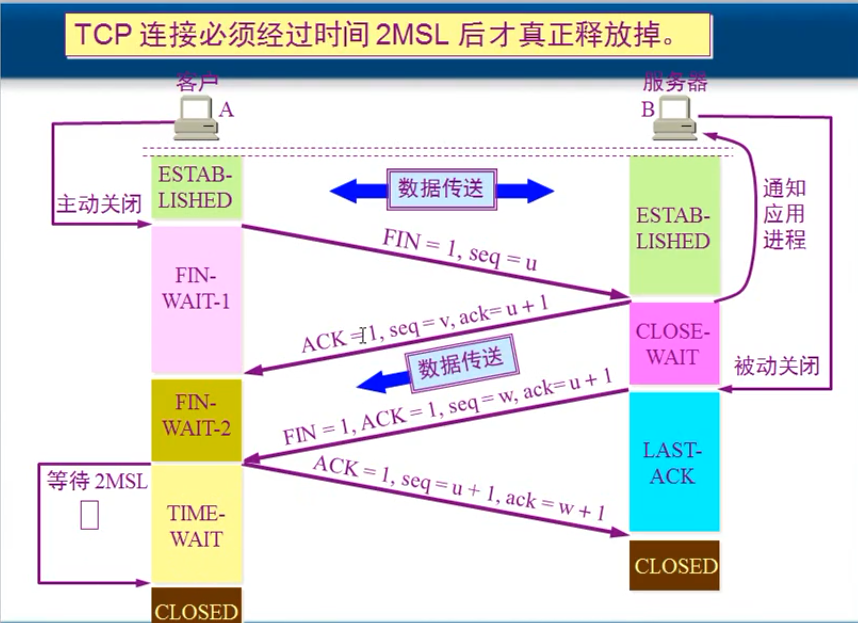 TCP 连接必须经过时间 2MSL 后才真正释放掉。
客户
A
服务器
B
ESTAB-
LISHED
数据传送
主动关闭
ESTAB-
LISHED
通知
应用
进程
FIN = 1, seq = u
FIN-
WAIT-1
ACK = 1, seq = v, ack= u + 1
CLOSE-
WAIT
数据传送
被动关闭
FIN-
WAIT-2
FIN = 1, ACK = 1, seq = w, ack= u + 1
LAST-
ACK
ACK = 1, seq = u + 1, ack = w + 1
等待 2MSL
TIME-
WAIT
CLOSED
CLOSED